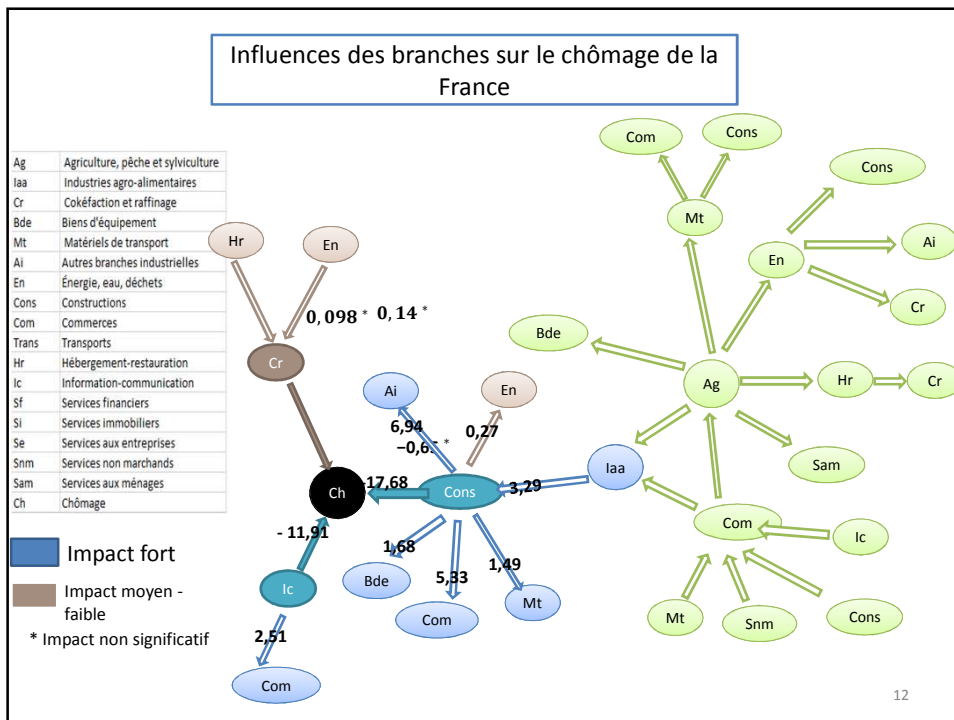 Influences des branches sur le chômage de la
France
Ag Agriculture, pêche et sylviculture
Iaa Industries agro-alimentaires
Cr Cokéfaction et raffinage
Bde Biens d'équipement
Mt Matériels de transport
Ai Autres branches industrielles
En Énergie, eau, déchets
Cons Constructions
Com Commerces
Trans Transports
Hr Hébergement-restauration
Ic Information-communication
Sf Services financiers
Si Services immobiliers
Se Services aux entreprises
Snm Services non marchands
Sam Services aux ménages
Ch Chômage
Impact fort
Impact moyen -
faible
* Impact non significatif
Hr
En
0,098 * 0,14 *
Cr
Ai
En
6,94
0,27
Ch
-17,68
Cons
3,29
Iaa
- 11,91
Ic
2,51
Com
1,68
Bde
5,33
Com
1,49
Mt
Com
Cons
Mt
Cons
En
Ai
Cr
Bde
Ag
Hr
Cr
Sam
Com
Ic
Mt
Snm
Cons
12